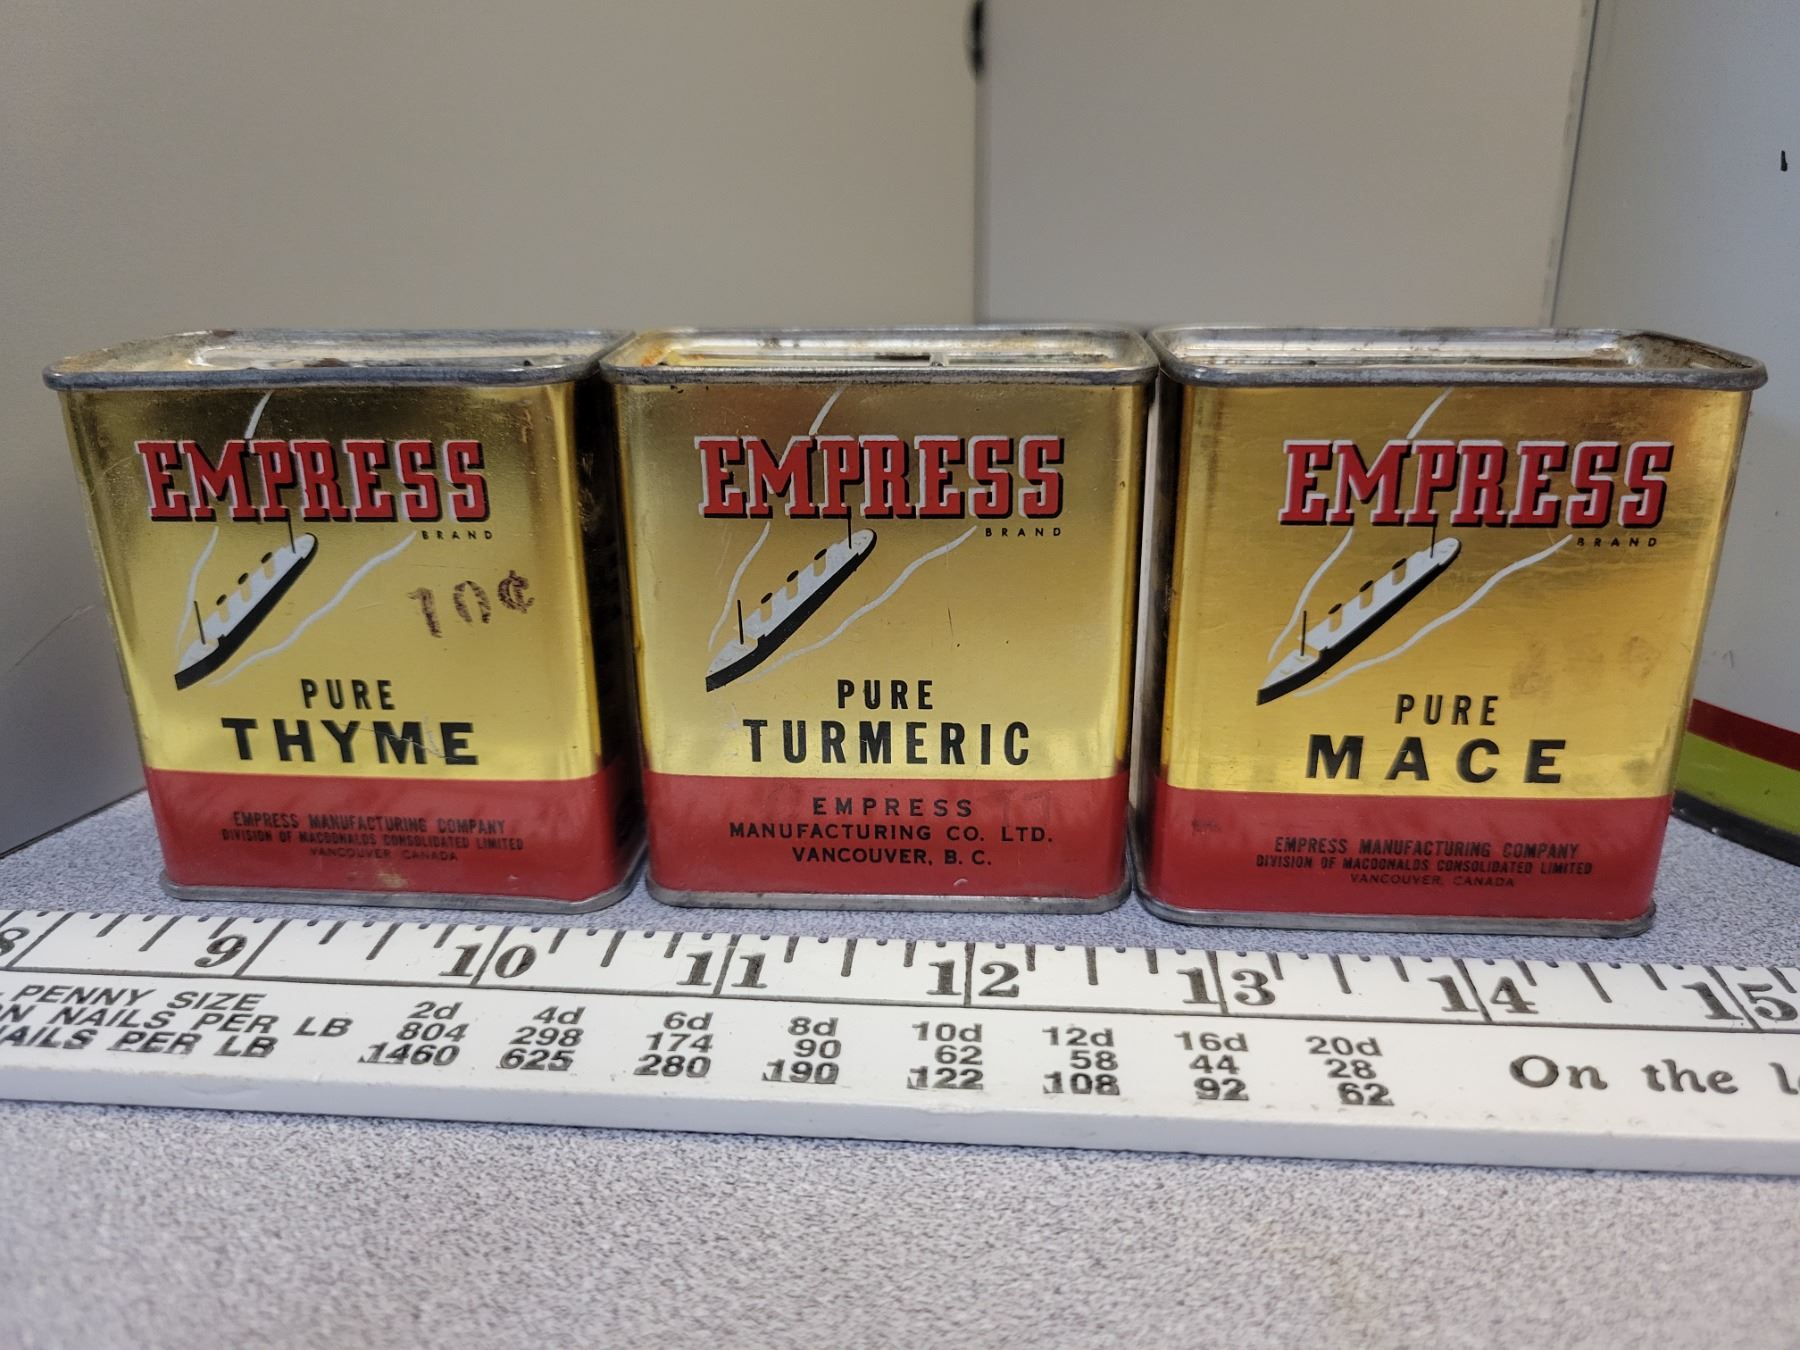 EMPRESS
BRAND
10¢
PURE
THYME
EMPRESS MANUFACTURING COMPANY
DIVISION OF MACDONALDS CONSOLIDATED LIMITED
VANCOUVER, CANADA
EMPRESS
BRAND
PURE
TURMERIC
EMPRESS
MANUFACTURING CO. LTD.
VANCOUVER, B. C.
EMPRESS
BRAND
PURE
MACE
EMPRESS MANUFACTURING COMPANY
DIVISION OF MACDONALDS CONSOLIDATED LIMITED
VANCOUVER, CANADA
8 9 10 11 12 13 14 15
PENNY SIZE 2d 4d 6d 8d 10d 12d 16d 20d
NAILS PER LB 804 298 174 90 62 58 44 28
PER LB 1460 625 280 190 122 108 92 62
On the